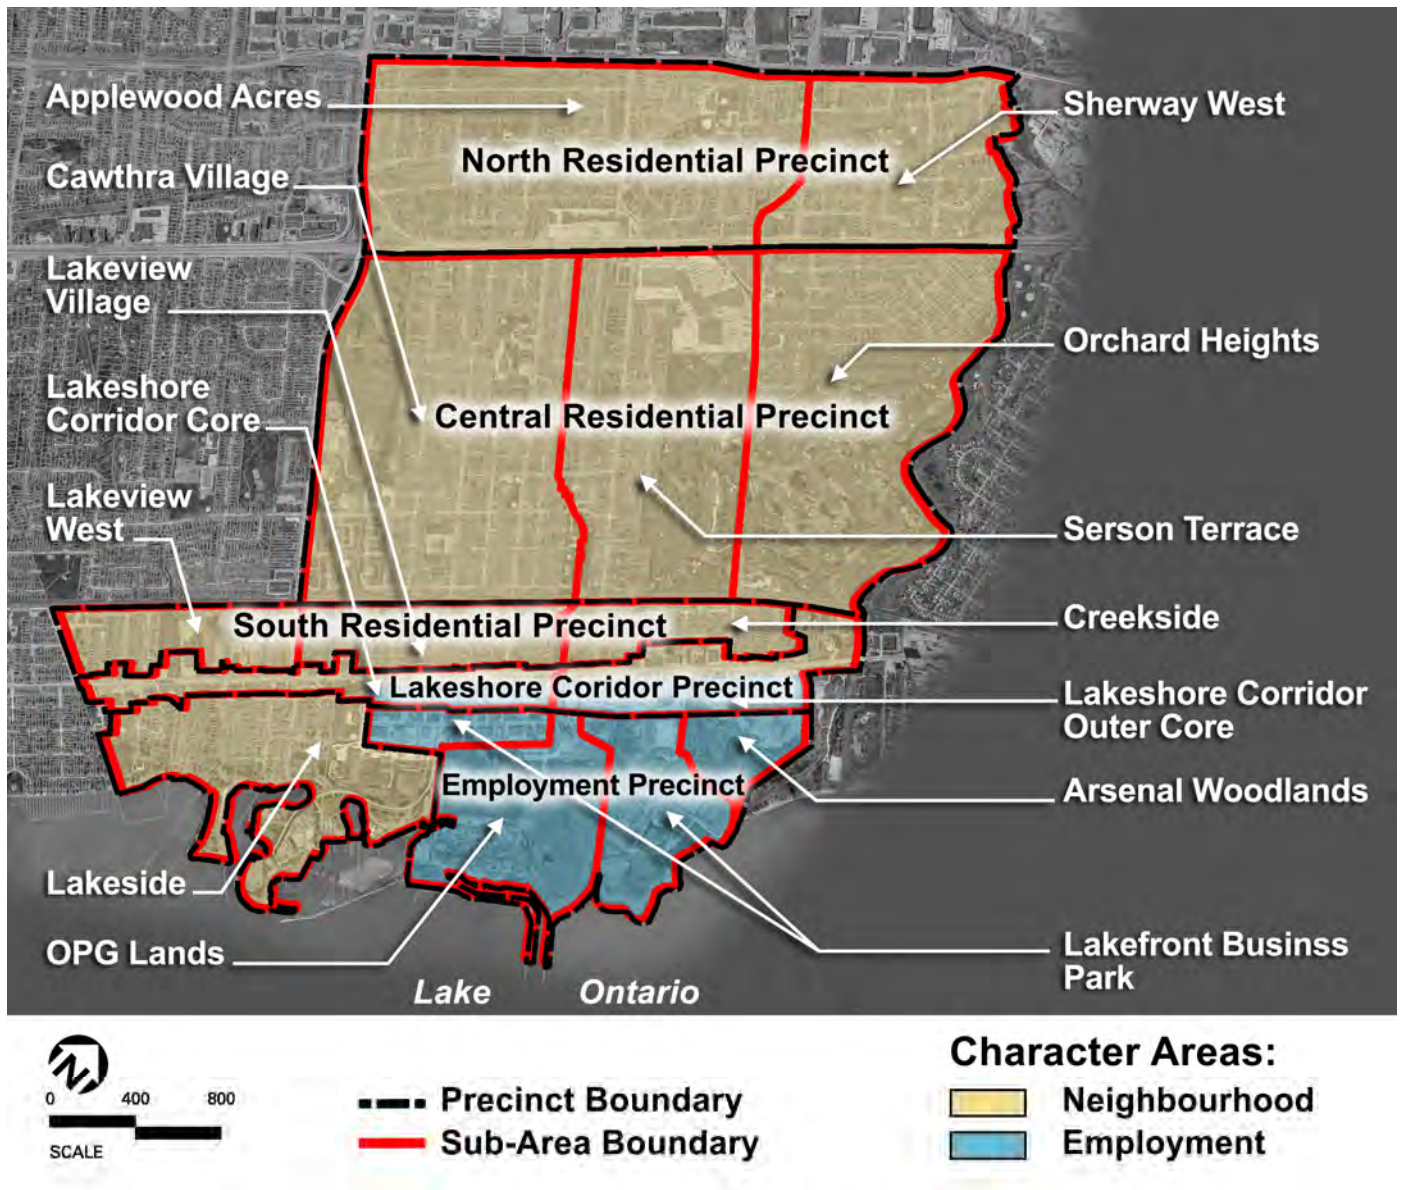 Applewood Acres
Sherway West
North Residential Precinct
Cawthra Village
Lakeview
Village
Orchard Heights
Lakeshore
Corridor Core
Central Residential Precinct
Lakeview
West
Serson Terrace
South Residential Precinct
Creekside
Lakeshore Coridor Precinct
Lakeshore Corridor
Outer Core
Employment Precinct
Arsenal Woodlands
Lakeside
OPG Lands
Lakefront Businss
Park
Lake Ontario
N
0 400 800
SCALE
Precinct Boundary
Sub-Area Boundary
Character Areas:
Neighbourhood
Employment